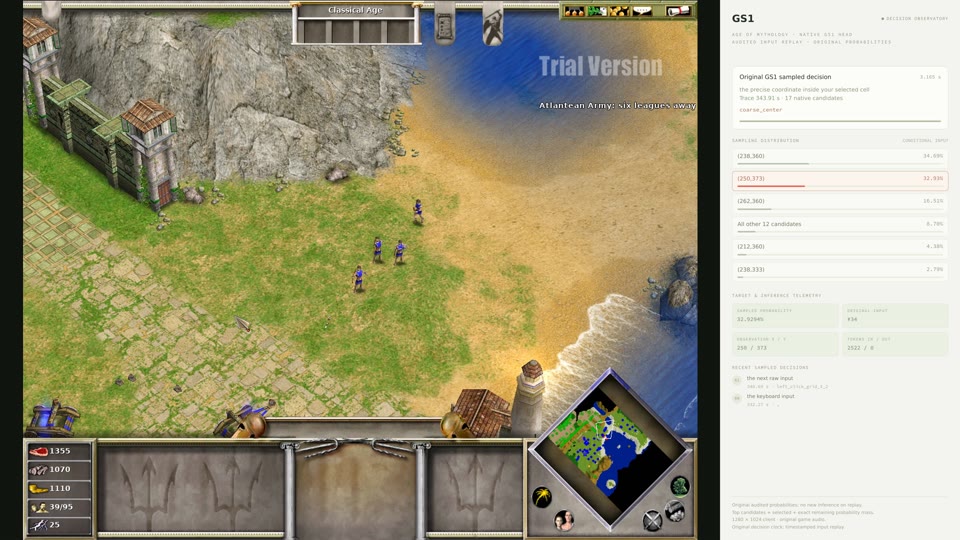 Classical Age
Trial Version
Atlantean Army: six leagues away
1355
1070
1110
39/95
25
GS1
DECISION OBSERVATORY
AGE OF MYTHOLOGY · NATIVE GS1 HEAD
AUDITED INPUT REPLAY · ORIGINAL PROBABILITIES
Original GS1 sampled decision
3.105 s
the precise coordinate inside your selected cell
Trace 343.91 s · 17 native candidates
coarse_center
SAMPLING DISTRIBUTION
CONDITIONAL INPUT
(238,360)
34.69%
(250,373)
32.93%
(262,360)
All other 12 candidates
8.70%
(212,360)
4.38%
(238,333)
2.79%
TARGET & INFERENCE TELEMETRY
SAMPLED PROBABILITY
32.9294%
ORIGINAL INPUT
#34
OBSERVATION X / Y
250 / 373
TOKENS IN / OUT
2522 / 0
RECENT SAMPLED DECISIONS
the next raw input
the keyboard input
Original audited probabilities; no new inference on replay.
Top candidates + selected + exact remaining probability mass.
1280 × 1024 client · original game audio.
Original decision clock; timestamped input replay